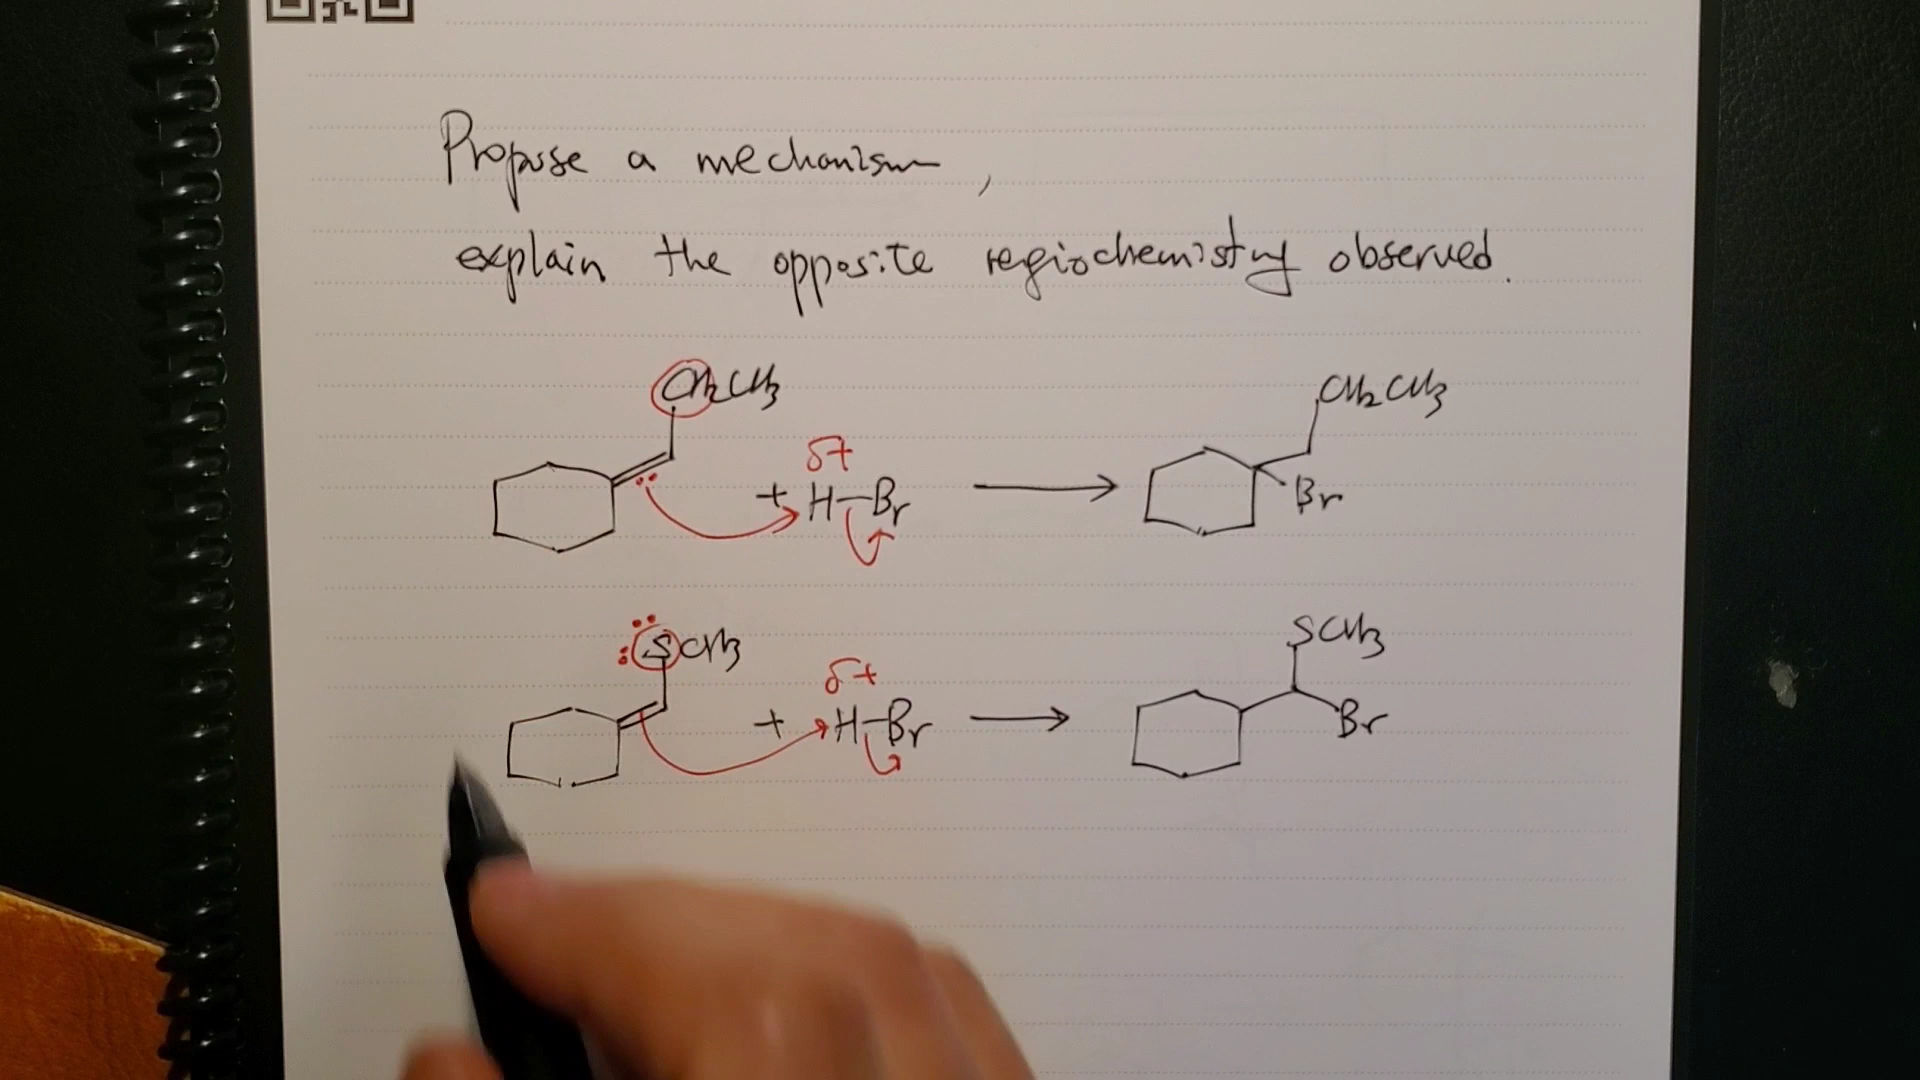 Propose a mechanism,
explain the opposite regiochemistry observed.
CH2CH3
δ+
+ H-Br
CH2CH3
Br
:SCH3
δ+
+ H-Br
SCH3
Br